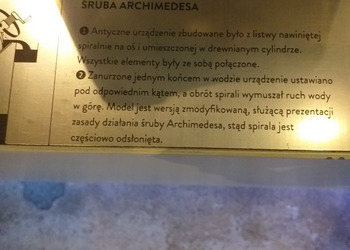 ŚRUBA ARCHIMEDESA
❶ Antyczne urządzenie zbudowane było z listwy nawiniętej
spiralnie na oś i umieszczonej w drewnianym cylindrze.
Wszystkie elementy były ze sobą połączone.
❷ Zanurzone jednym końcem w wodzie urządzenie ustawiano
pod odpowiednim kątem, a obrót spirali wymuszał ruch wody
w górę. Model jest wersją zmodyfikowaną, służącą prezentacji
zasady działania śruby Archimedesa, stąd spirala jest
częściowo odsłonięta.